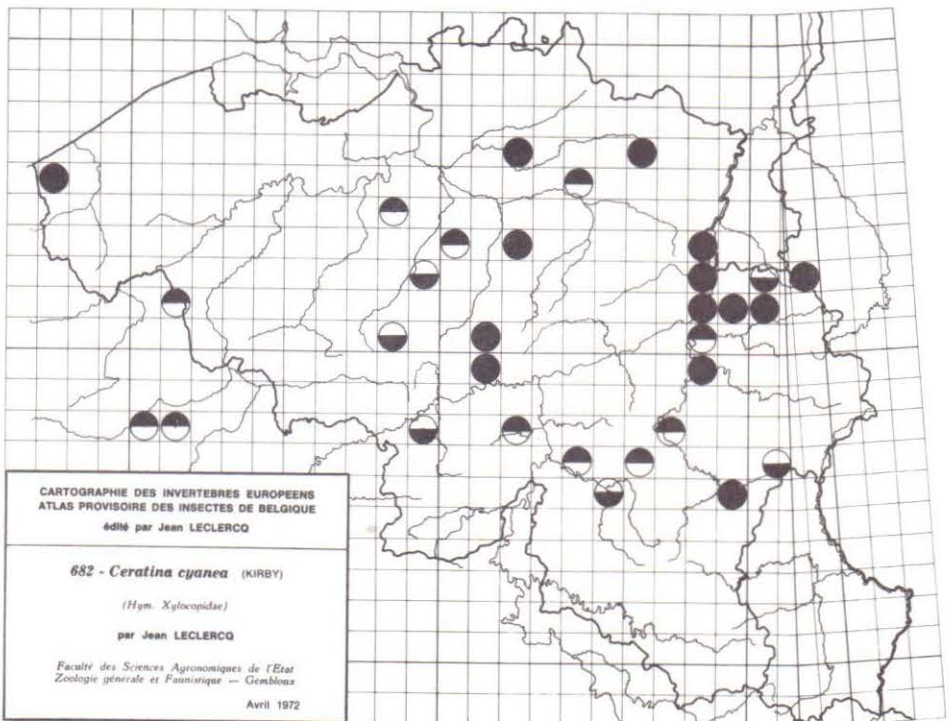 CARTOGRAPHIE DES INVERTEBRES EUROPEENS
ATLAS PROVISOIRE DES INSECTES DE BELGIQUE
édité par Jean LECLERCQ
682 - Ceratina cyanea (KIRBY)
(Hym. Xylocopidae)
par Jean LECLERCQ
Faculté des Sciences Agronomiques de l'Etat
Zoologie générale et Faunistique — Gembloux
Avril 1972